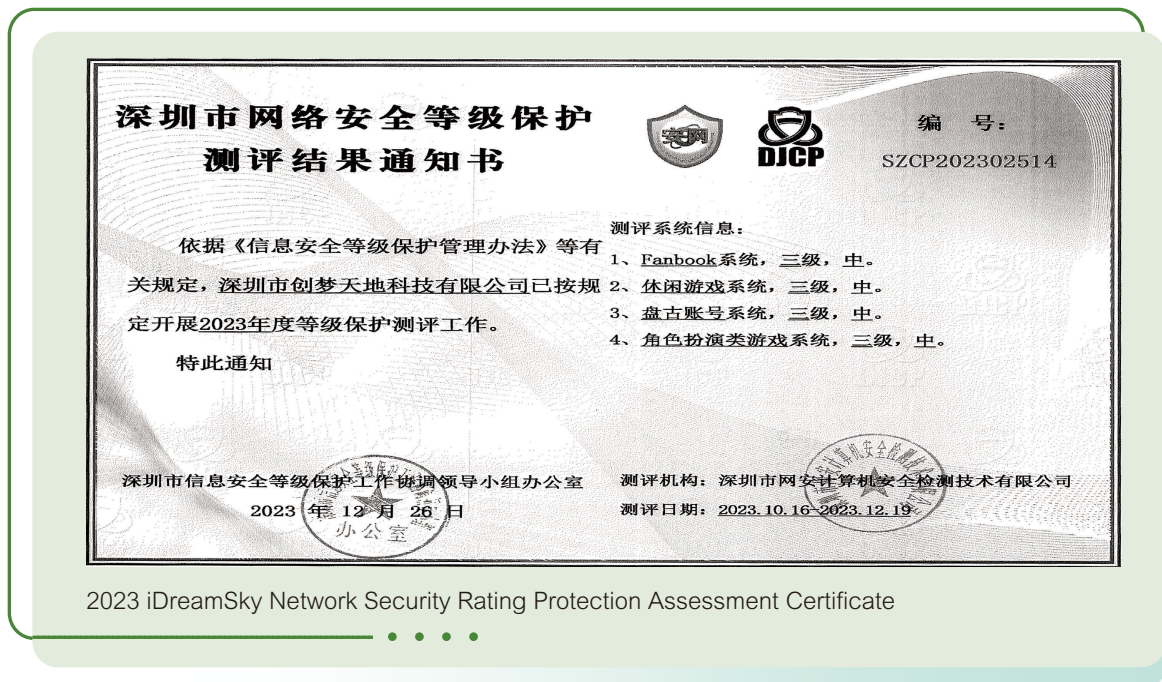 深圳市网络安全等级保护
测评结果通知书
安网
DJCP
编 号：
SZCP202302514
依据《信息安全等级保护管理办法》等有
关规定，深圳市创梦天地科技有限公司已按规
定开展2023年度等级保护测评工作。
特此通知
测评系统信息：
1、Fanbook系统，三级，中。
2、休闲游戏系统，三级，中。
3、盘古账号系统，三级，中。
4、角色扮演类游戏系统，三级，中。
深圳市信息安全等级保护工作协调领导小组办公室
2023 年 12 月 26 日
办公室
测评机构：深圳市网安计算机安全检测技术有限公司
测评日期：2023.10.16-2023.12.19
2023 iDreamSky Network Security Rating Protection Assessment Certificate